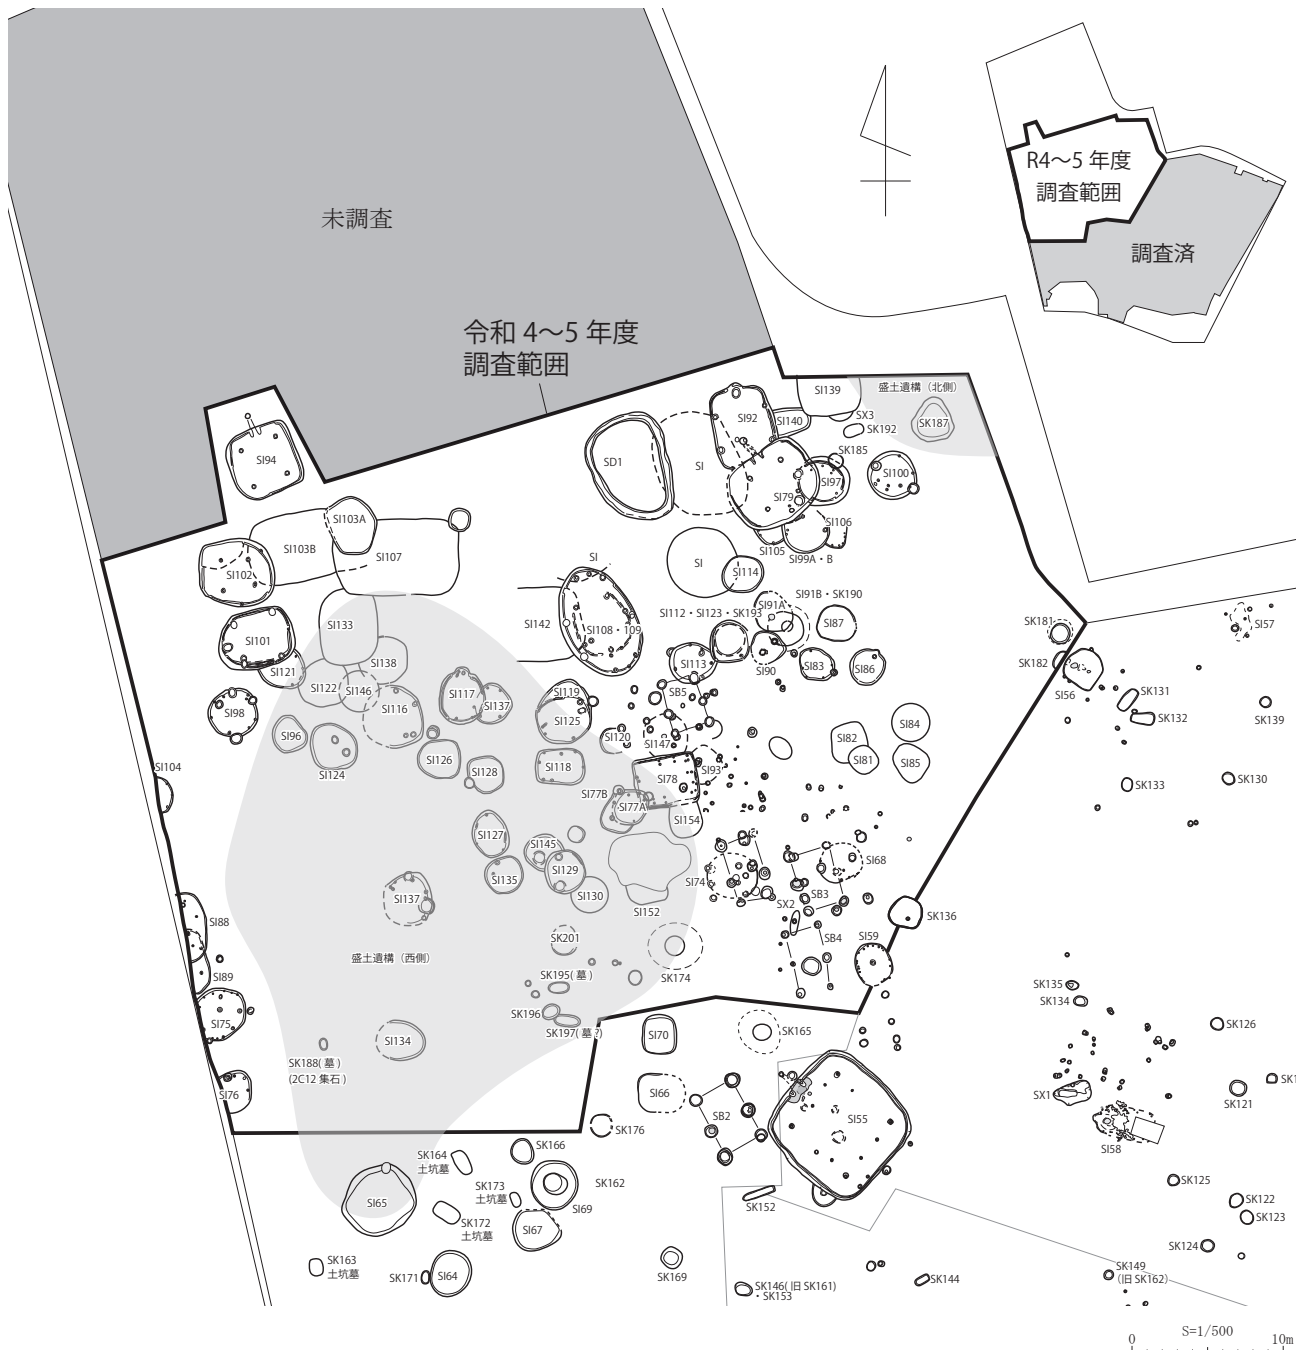 未調査
令和 4～5 年度
調査範囲
R4～5 年度
調査範囲
調査済
盛土遺構（北側）
SI139
SI92
SI140
SX3
SK192
SK187
SI94
SD1
SI
SK185
SI79
SI97
SI100
SI103A
SI103B
SI107
SI106
SI105
SI99A・B
SI102
SI
SI
SI114
SI91B・SK190
SI91A
SI112・SI123・SK193
SI87
SI133
SI142
SI108・109
SI101
SK181
SI57
SI138
SI113
SI90
SI83
SI86
SK182
SI121
SI122
SI146
SI56
SK131
SI98
SI116
SI117
SI137
SI119
SB5
SK132
SK139
SI125
SI84
SI96
SI120
SI147
SI82
SI124
SI126
SI81
SI85
SI104
SI128
SI118
SI78
SI93
SK133
SK130
SI77B
SI77A
SI154
SI127
SI145
SI68
SI129
SI135
SI74
SI137
SI130
SB3
SI152
SX2
SI88
SK136
SK201
SB4
SI59
盛土遺構（西側）
SI89
SK195( 墓 )
SK174
SK135
SK134
SK196
SI75
SK197( 墓 ?)
SI134
SI70
SK165
SK126
SK188( 墓 )
(2C12 集石 )
SI76
SI66
SX1
SK1
SK121
SB2
SI55
SK176
SI58
SK166
SK164
土坑墓
SK173
土坑墓
SK162
SK125
SI65
SI69
SK152
SK122
SK172
土坑墓
SI67
SK123
SK124
SK163
土坑墓
SK171
SI64
SK169
SK146( 旧 SK161)
・SK153
SK144
SK149
（旧 SK162）
S=1/500
0
10m